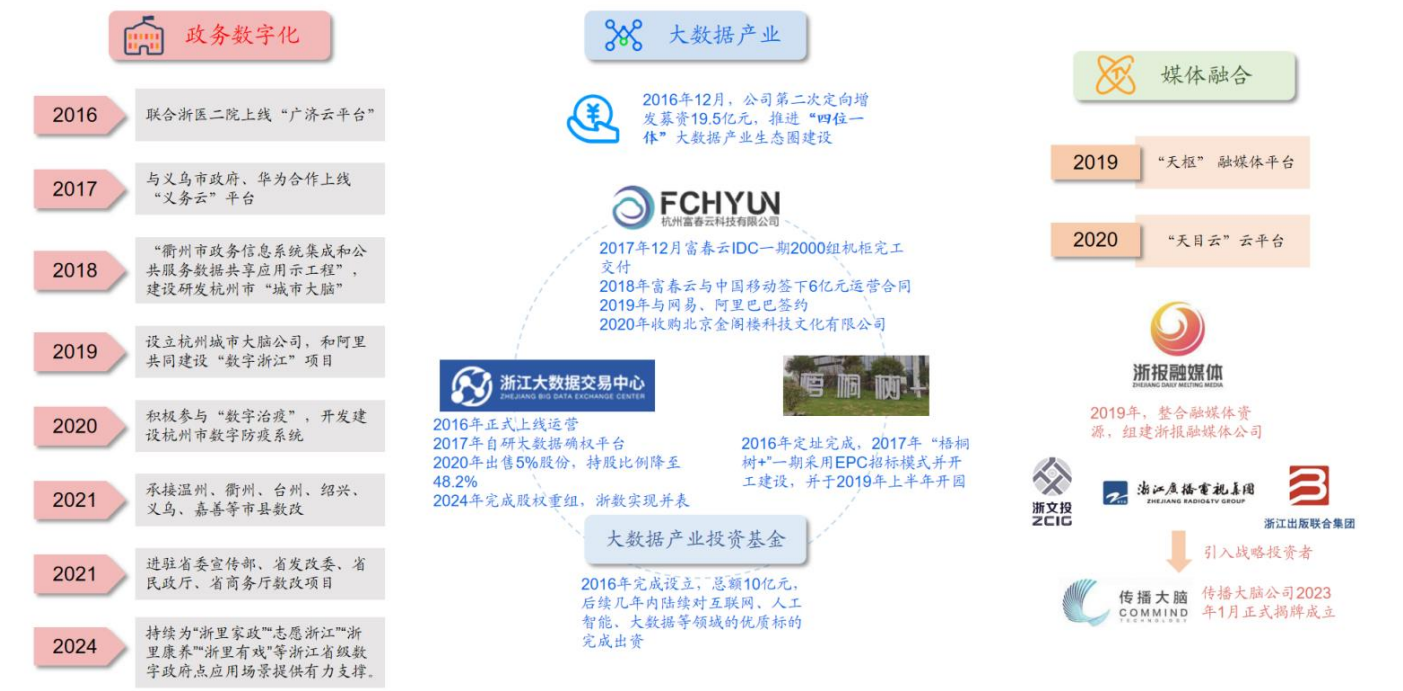 政务数字化
2016
联合浙医二院上线“广济云平台”
2017
与义乌市政府、华为合作上线
“义务云”平台
2018
“衢州市政务信息系统集成和公
共服务数据共享应用示工程”，
建设研发杭州市“城市大脑”
2019
设立杭州城市大脑公司，和阿里
共同建设“数字浙江”项目
2020
积极参与“数字治疫”，开发建
设杭州市数字防疫系统
2021
承接温州、衢州、台州、绍兴、
义乌、嘉善等市县数改
2021
进驻省委宣传部、省发改委、省
民政厅、省商务厅数改项目
2024
持续为“浙里家政”“志愿浙江”“浙
里康养”“浙里有戏”等浙江省级数
字政府点应用场景提供有力支撑。
大数据产业
2016年12月，公司第二次定向增
发募资19.5亿元，推进“四位一
体”大数据产业生态圈建设
FCHYUN
杭州富春云科技有限公司
2017年12月富春云IDC一期2000组机柜完工
交付
2018年富春云与中国移动签下6亿元运营合同
2019年与网易、阿里巴巴签约
2020年收购北京金阁楼科技文化有限公司
浙江大数据交易中心
ZHEJIANG BIG DATA EXCHANGE CENTER
2016年正式上线运营
2017年自研大数据确权平台
2020年出售5%股份，持股比例降至
48.2%
2024年完成股权重组，浙数实现并表
梧桐树+
2016年定址完成，2017年“梧桐
树+”一期采用EPC招标模式并开
工建设，并于2019年上半年开园
大数据产业投资基金
2016年完成设立，总额10亿元，
后续几年内陆续对互联网、人工
智能、大数据等领域的优质标的
完成出资
TV
媒体融合
2019
“天枢” 融媒体平台
2020
“天目云”云平台
浙报融媒体
ZHEJIANG DAILY MELTING MEDIA
2019年，整合融媒体资
源，组建浙报融媒体公司
浙文投
ZCIG
浙江广播电视集团
ZHEJIANG RADIO&TV GROUP
浙江出版联合集团
引入战略投资者
传播大脑
COMMIND
TECHNOLOGY
传播大脑公司2023
年1月正式揭牌成立